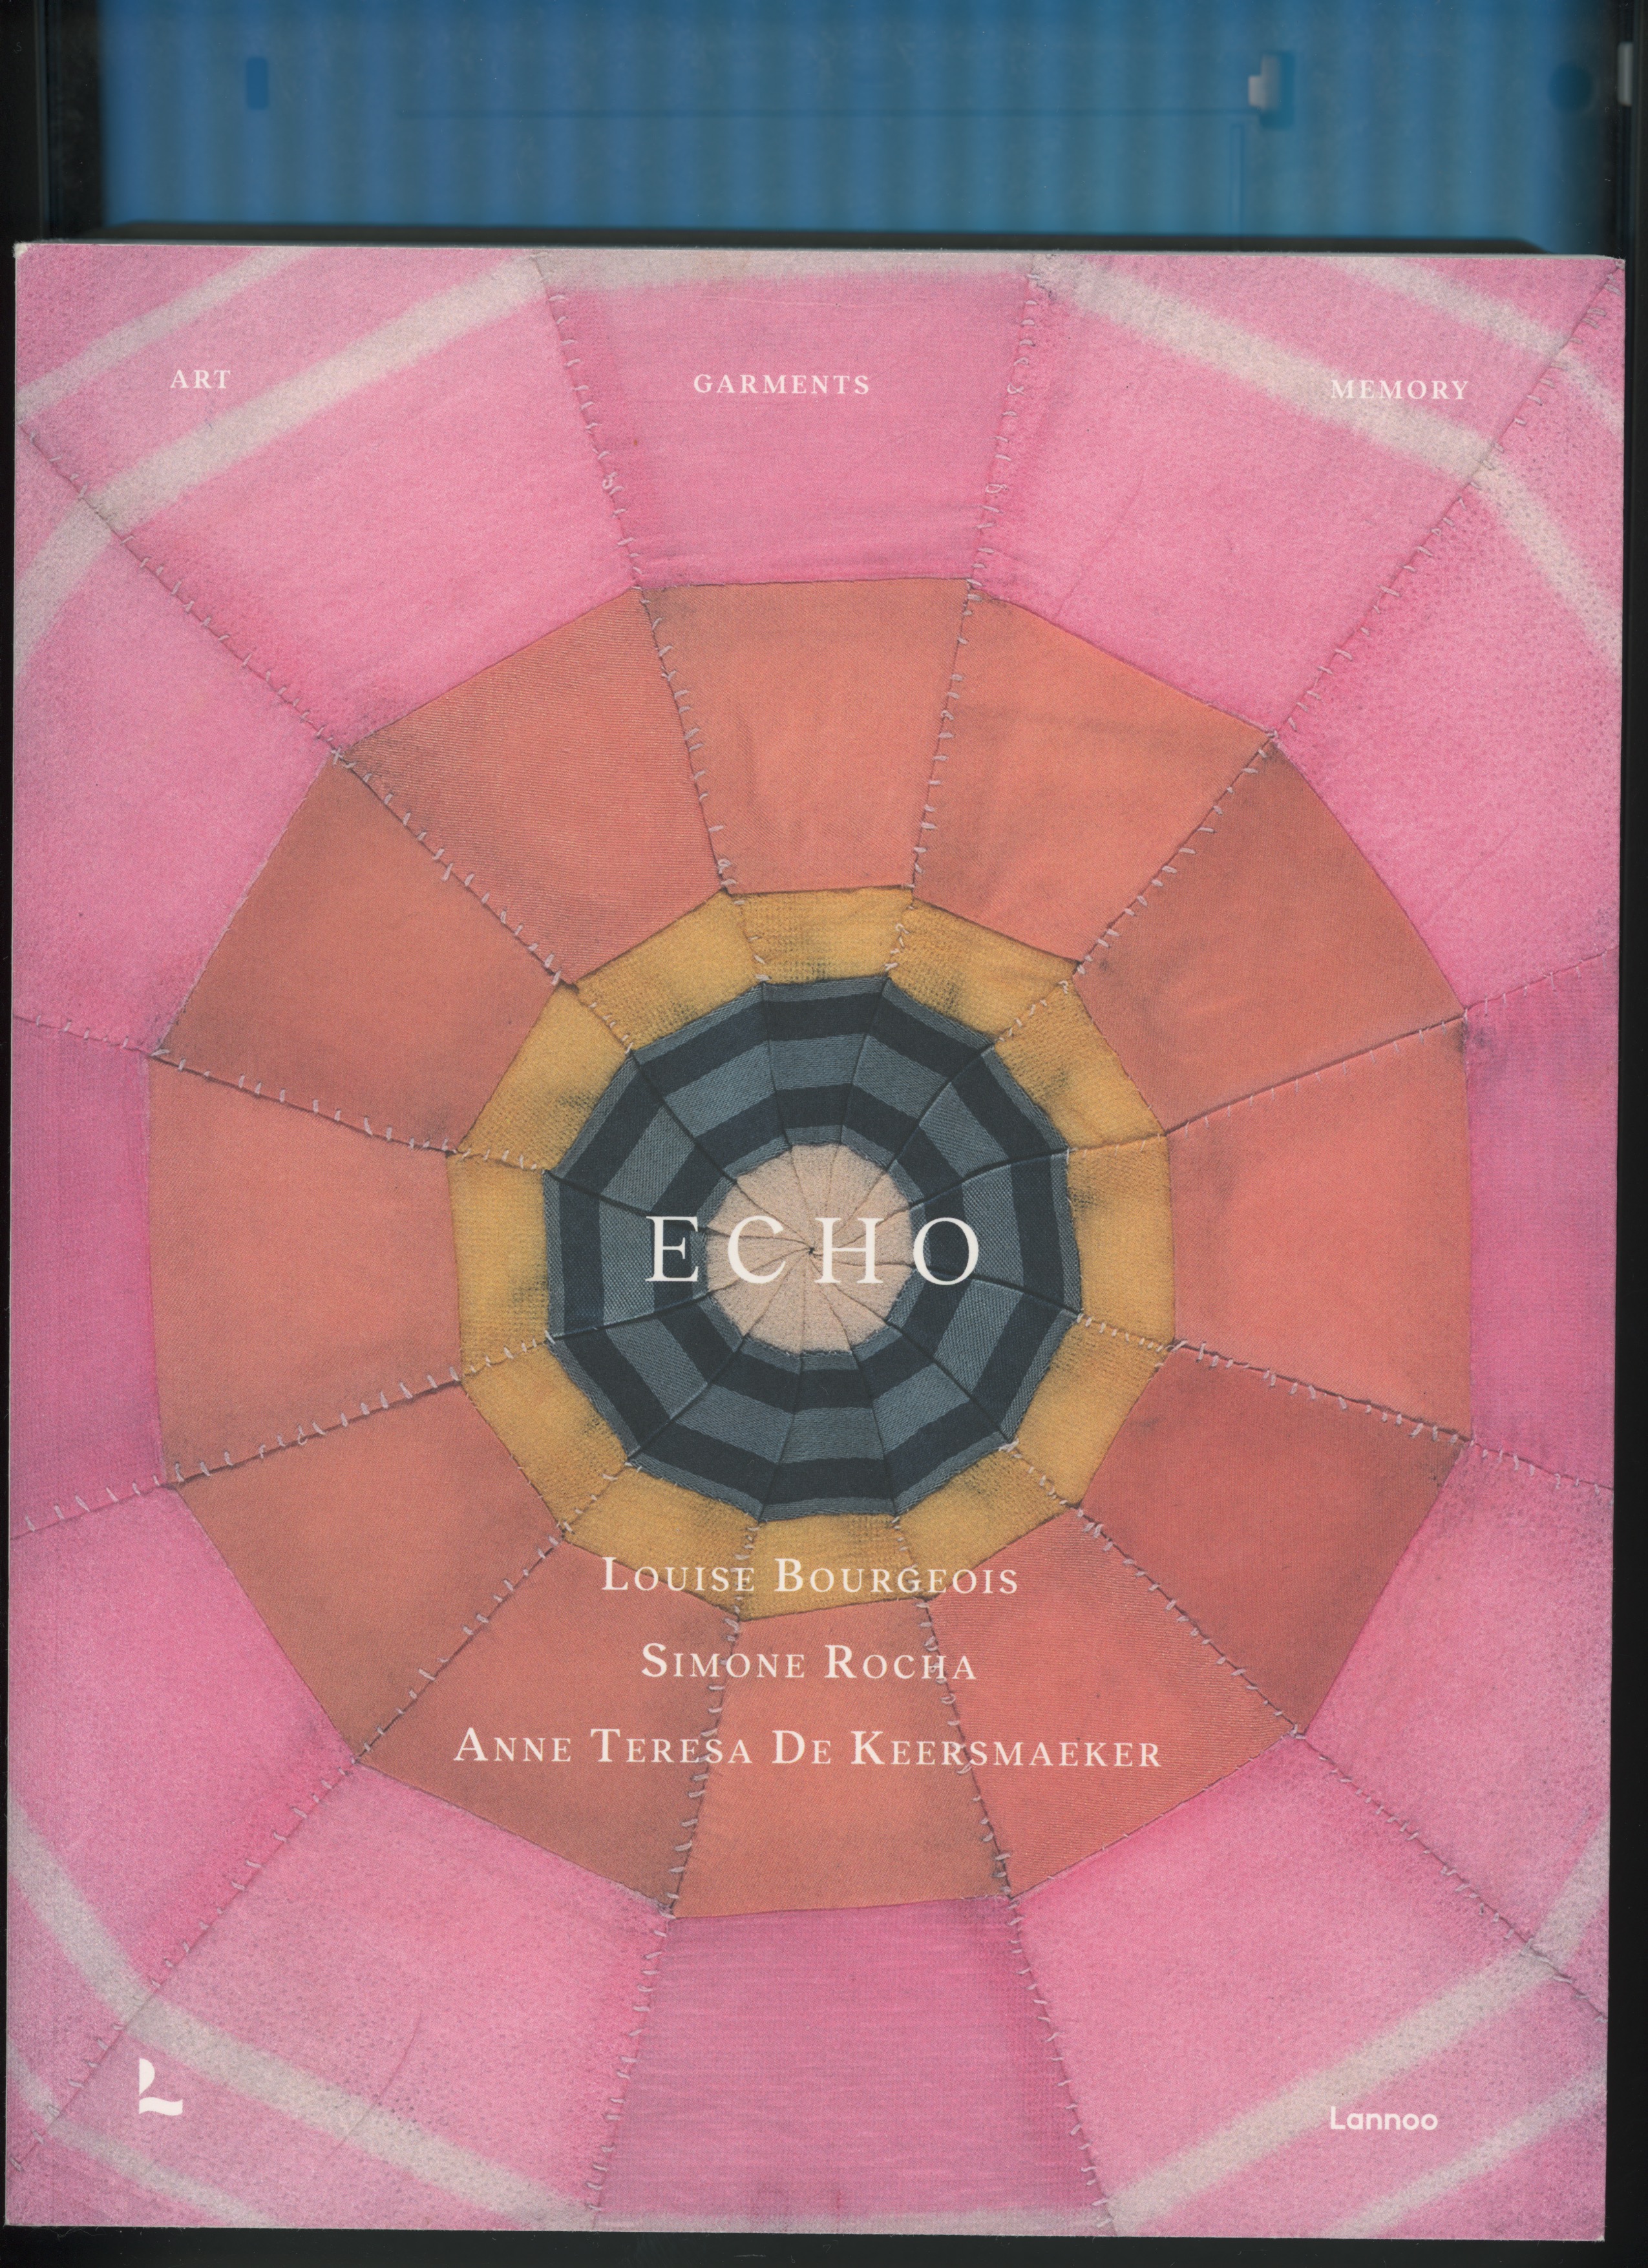 ART GARMENTS MEMORY
ECHO
LOUISE BOURGEOIS
SIMONE ROCHA
ANNE TERESA DE KEERSMAEKER
L
Lannoo